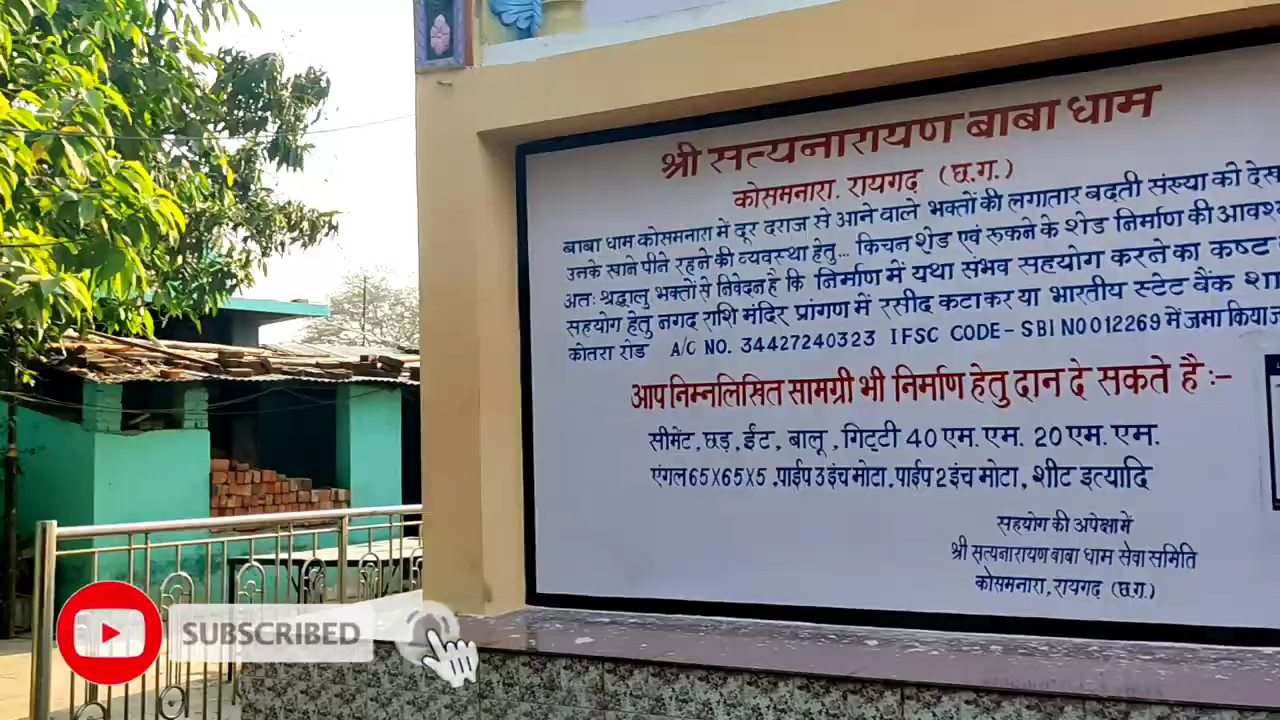 श्री सत्यनारायण बाबा धाम
कोसमनारा. रायगढ़ (छ.ग.)
बाबा धाम कोसमनारा में दूर दराज से आने वाले भक्तों की लगातार बढती संख्या को
उनके खाने पीने रहने की व्यवस्था हेतु... किचन शेड एवं रूकने के शेड निर्माण की
अतः श्रद्धालु भक्तों से निवेदन है कि निर्माण में यथा संभव सहयोग करने का कष्ट
सहयोग हेतु नगद राशि मंदिर प्रांगण में रसीद कटाकर या भारतीय स्टेट बैंक
कोतरा रोड A/C NO. 34427240323 IFSC CODE- SBIN0012269 में जमा किया
आप निम्नलिखित सामग्री भी निर्माण हेतु दान दे सकते है :-
सीमेंट, छड़, ईंट, बालू, गिट्टी 40 एम. एम. 20 एम. एम.
एंगल 65X65X5 .पाईप 3 इंच मोटा. पाईप 2 इंच मोटा, शीट इत्यादि
सहयोग की अपेक्षा में
श्री सत्यनारायण बाबा धाम सेवा समिति
कोसमनारा, रायगढ़ (छ.ग.)
SUBSCRIBED